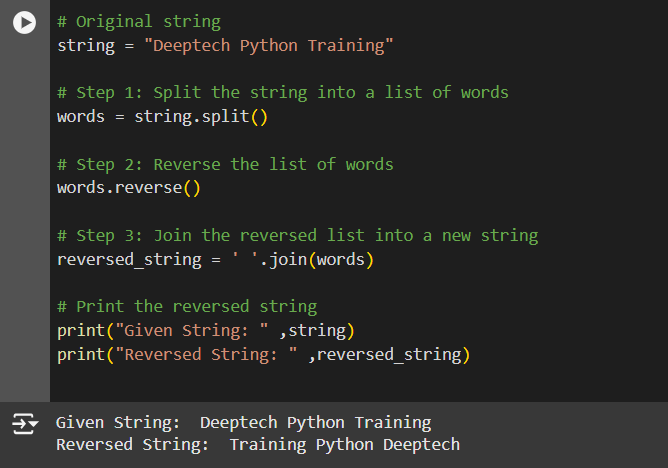 # Original string
string = "Deeptech Python Training"
# Step 1: Split the string into a list of words
words = string.split()
# Step 2: Reverse the list of words
words.reverse()
# Step 3: Join the reversed list into a new string
reversed_string = ' '.join(words)
# Print the reversed string
print("Given String: " ,string)
print("Reversed String: " ,reversed_string)
Given String:  Deeptech Python Training
Reversed String:  Training Python Deeptech